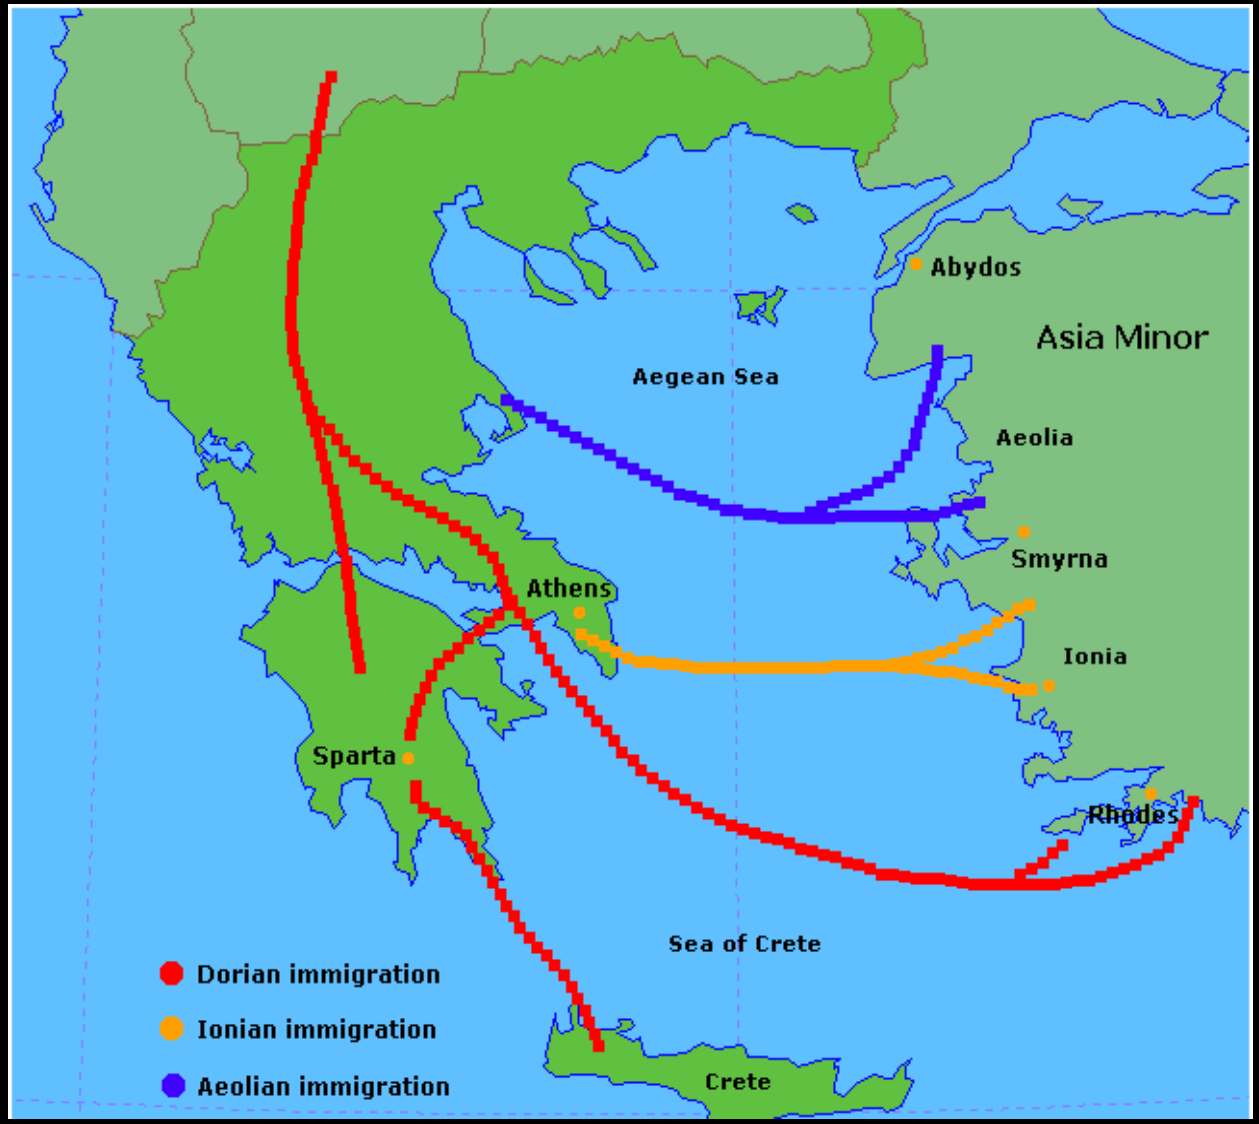 Abydos
Asia Minor
Aegean Sea
Aeolia
Smyrna
Athens
Ionia
Sparta
Rhodes
Sea of Crete
Dorian immigration
Ionian immigration
Crete
Aeolian immigration